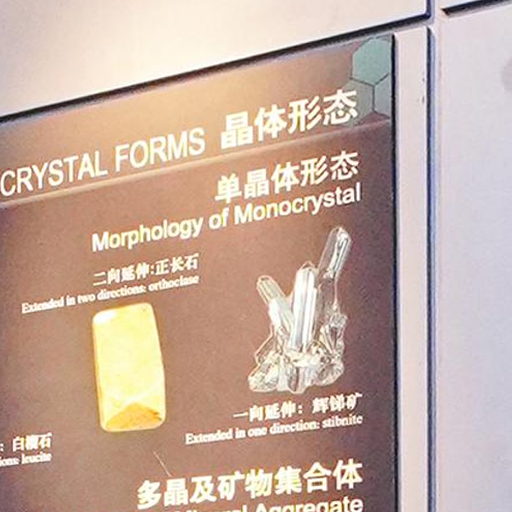 CRYSTAL FORMS 晶体形态
单晶体形态
Morphology of Monocrystal
二向延伸:正长石
Extended in two directions: orthoclase
一向延伸：辉锑矿
Extended in one direction: stibnite
：白榴石
ions: leucite
多晶及矿物集合体
Aggregate